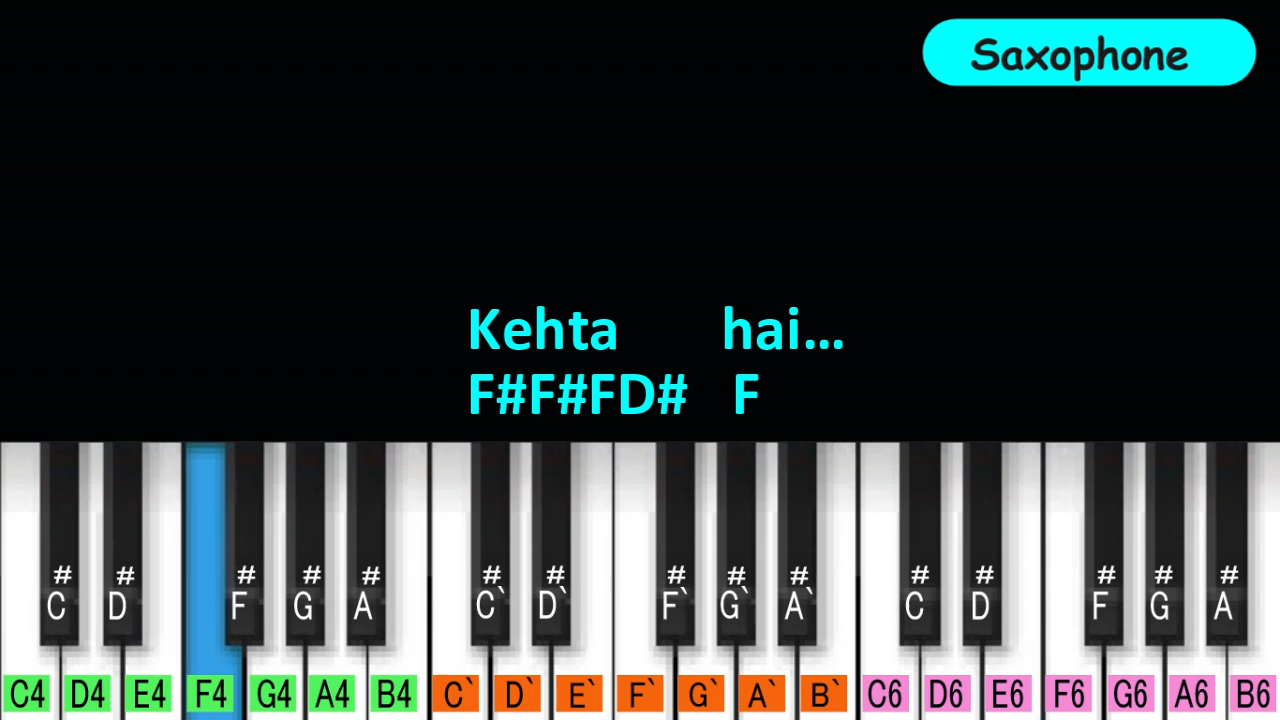 Saxophone
Kehta hai...
F#F#FD# F
# # # # # # # # # # # # # # #
C D F G A C` D` F` G` A` C D F G A
C4 D4 E4 F4 G4 A4 B4 C` D` E` F` G` A` B` C6 D6 E6 F6 G6 A6 B6